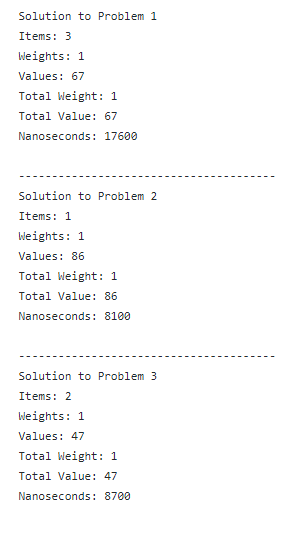 Solution to Problem 1
Items: 3
Weights: 1
Values: 67
Total Weight: 1
Total Value: 67
Nanoseconds: 17600
---------------------------------------
Solution to Problem 2
Items: 1
Weights: 1
Values: 86
Total Weight: 1
Total Value: 86
Nanoseconds: 8100
---------------------------------------
Solution to Problem 3
Items: 2
Weights: 1
Values: 47
Total Weight: 1
Total Value: 47
Nanoseconds: 8700